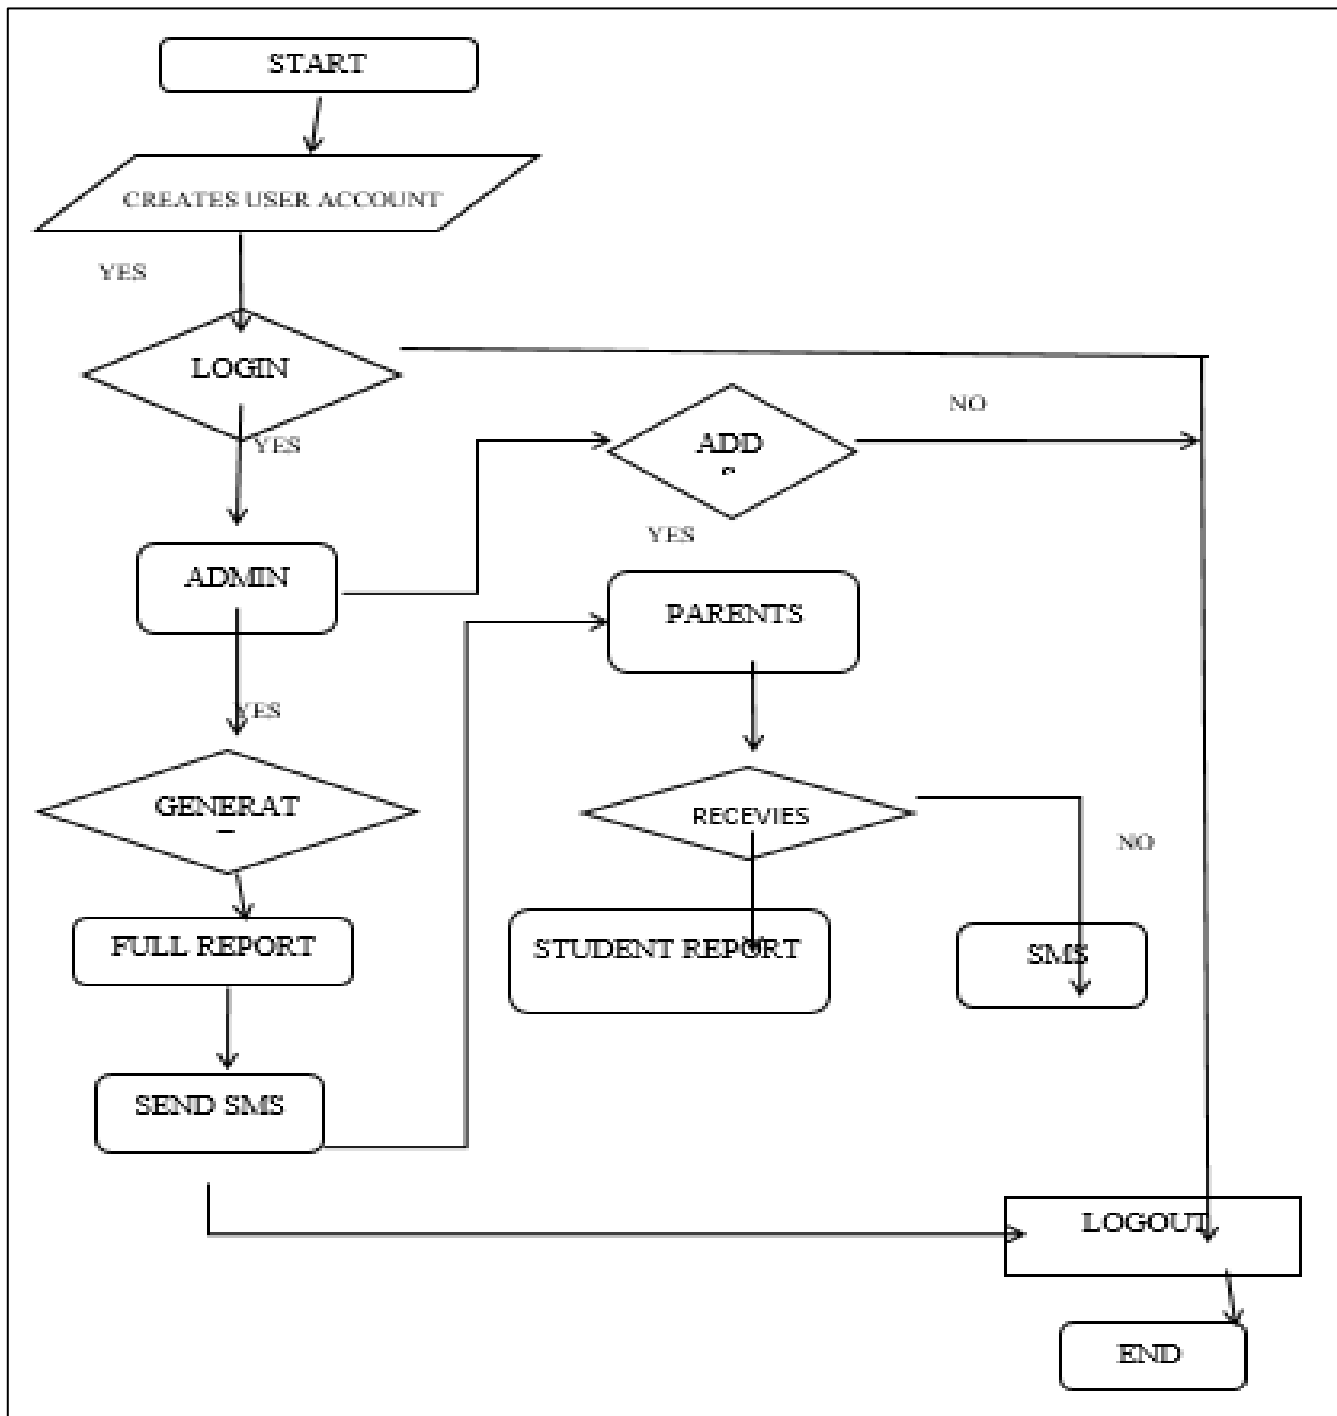 START
CREATES USER ACCOUNT
YES
LOGIN
YES
NO
ADD
YES
ADMIN
PARENTS
YES
GENERAT
RECEVIES
NO
FULL REPORT
STUDENT REPORT
SMS
SEND SMS
LOGOUT
END